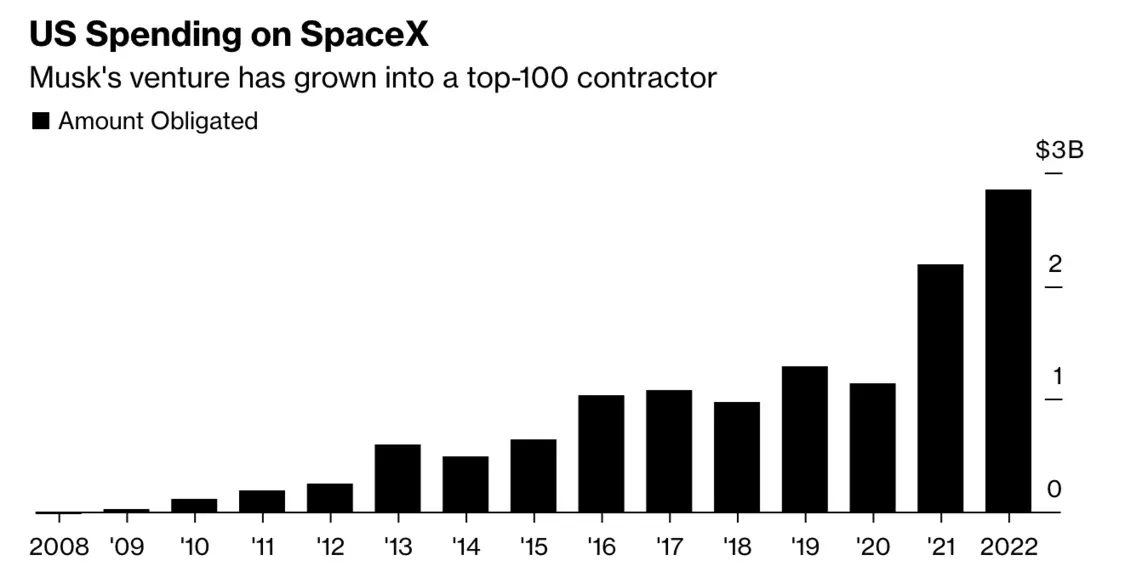 US Spending on SpaceX
Musk's venture has grown into a top-100 contractor
Amount Obligated
$3B
2
1
0
2008 '09 '10 '11 '12 '13 '14 '15 '16 '17 '18 '19 '20 '21 2022